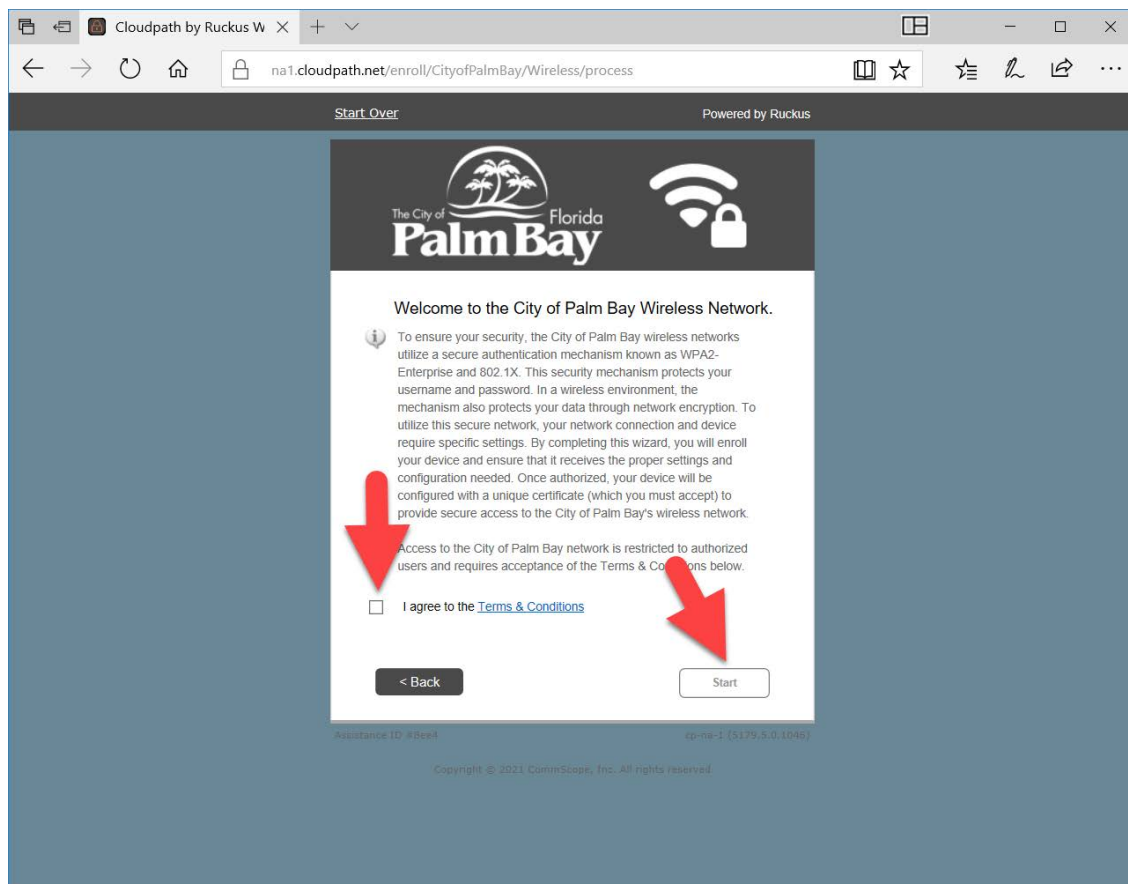 Cloudpath by Ruckus W
na1.cloudpath.net/enroll/CityofPalmBay/Wireless/process
Start Over
Powered by Ruckus
The City of
Florida
Palm Bay
Welcome to the City of Palm Bay Wireless Network.
To ensure your security, the City of Palm Bay wireless networks
utilize a secure authentication mechanism known as WPA2-
Enterprise and 802.1X. This security mechanism protects your
username and password. In a wireless environment, the
mechanism also protects your data through network encryption. To
utilize this secure network, your network connection and device
require specific settings. By completing this wizard, you will enroll
your device and ensure that it receives the proper settings and
configuration needed. Once authorized, your device will be
configured with a unique certificate (which you must accept) to
provide secure access to the City of Palm Bay's wireless network.
Access to the City of Palm Bay network is restricted to authorized
users and requires acceptance of the Terms & Conditions below.
I agree to the Terms & Conditions
< Back
Start
Assistance ID #8ee4
cp-na-1 (5179.5.0.1046)
Copyright © 2021 CommScope, Inc. All rights reserved.